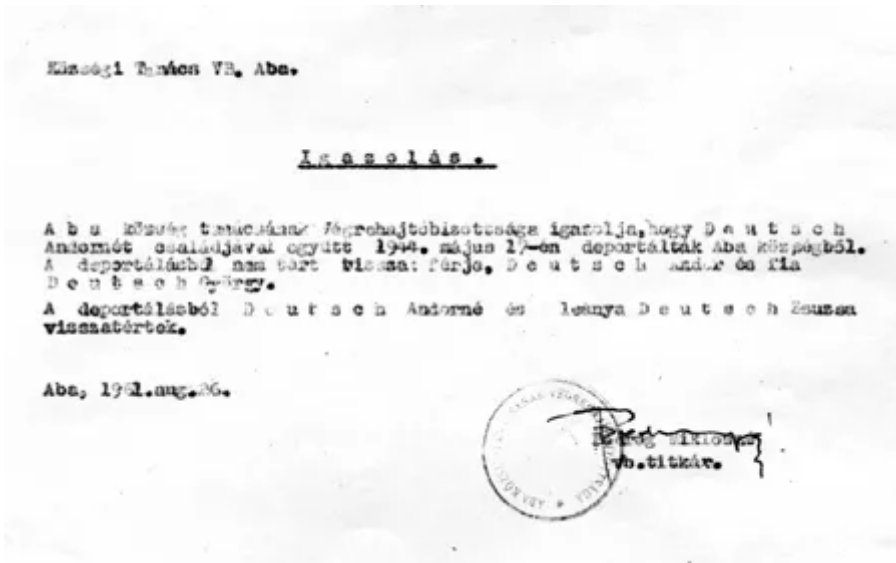 Községi Tanács VB. Aba.
I g a z o l á s .
A b a község tanácsának Végrehajtóbizottsága igazolja,hogy D e u t s c h
Andornét családjával együtt 1944. május 19-én deportálták Aba községből.
A deportálásból nem tért vissza: férje, D e u t s c h Andor és fia
D e u t s c h György.
A deportálásból D e u t s c h Andorné és leánya D e u t s c h Zsuzsa
visszatértek.
Aba, 1961.aug.26.
vb.titkár.